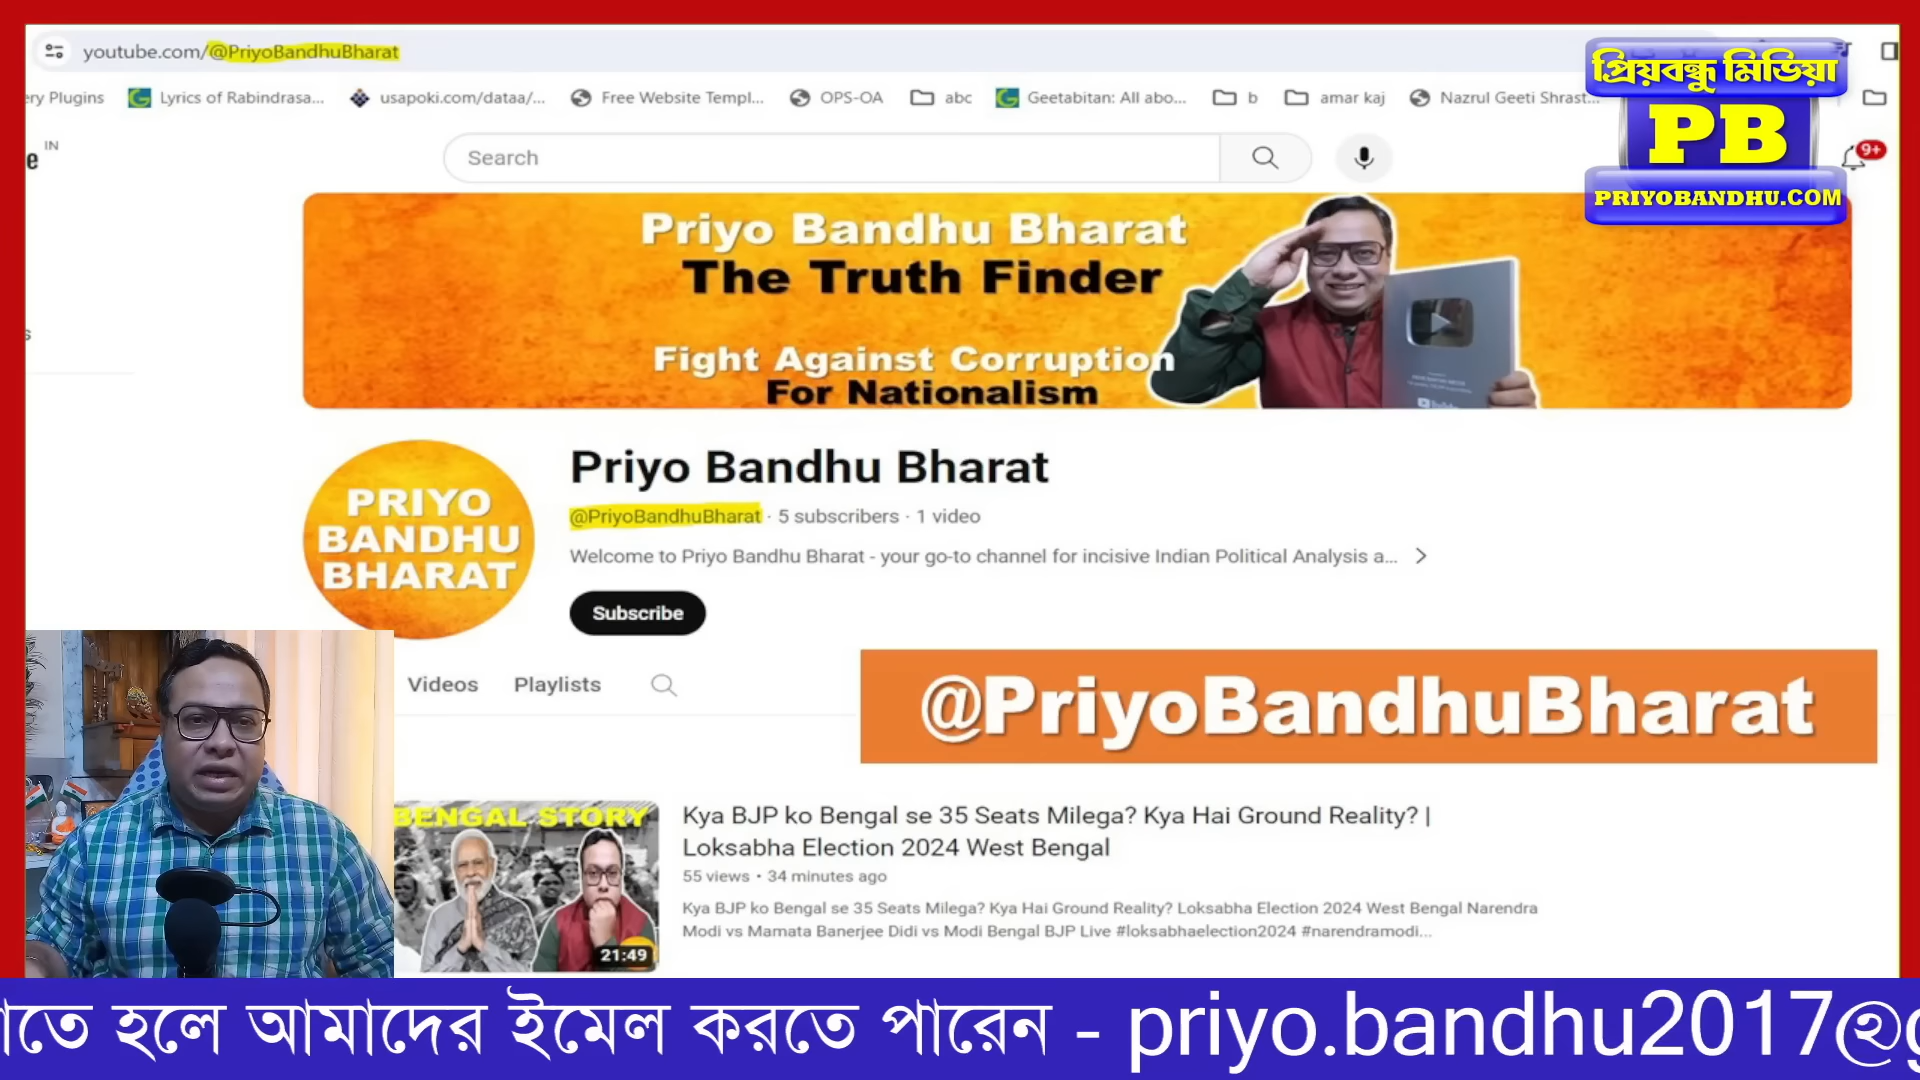 youtube.com/@PriyoBandhuBharat
ery Plugins
Lyrics of Rabindrasa...
usapoki.com/dataa/...
Free Website Templ...
OPS-OA
abc
Geetabitan: All abo...
b
amar kaj
Nazrul Geeti Shrast...
প্রিয়বন্ধু মিডিয়া
PB
PRIYOBANDHU.COM
e IN
Search
9+
Priyo Bandhu Bharat
The Truth Finder
Fight Against Corruption
For Nationalism
PRIYO
BANDHU
BHARAT
Priyo Bandhu Bharat
@PriyoBandhuBharat · 5 subscribers · 1 video
Welcome to Priyo Bandhu Bharat - your go-to channel for incisive Indian Political Analysis a...
Subscribe
Videos
Playlists
@PriyoBandhuBharat
BENGAL STORY
21:49
Kya BJP ko Bengal se 35 Seats Milega? Kya Hai Ground Reality? |
Loksabha Election 2024 West Bengal
55 views • 34 minutes ago
Kya BJP ko Bengal se 35 Seats Milega? Kya Hai Ground Reality? Loksabha Election 2024 West Bengal Narendra
Modi vs Mamata Banerjee Didi vs Modi Bengal BJP Live #loksabhaelection2024 #narendramodi...
তে হলে আমাদের ইমেল করতে পারেন - priyo.bandhu2017@g